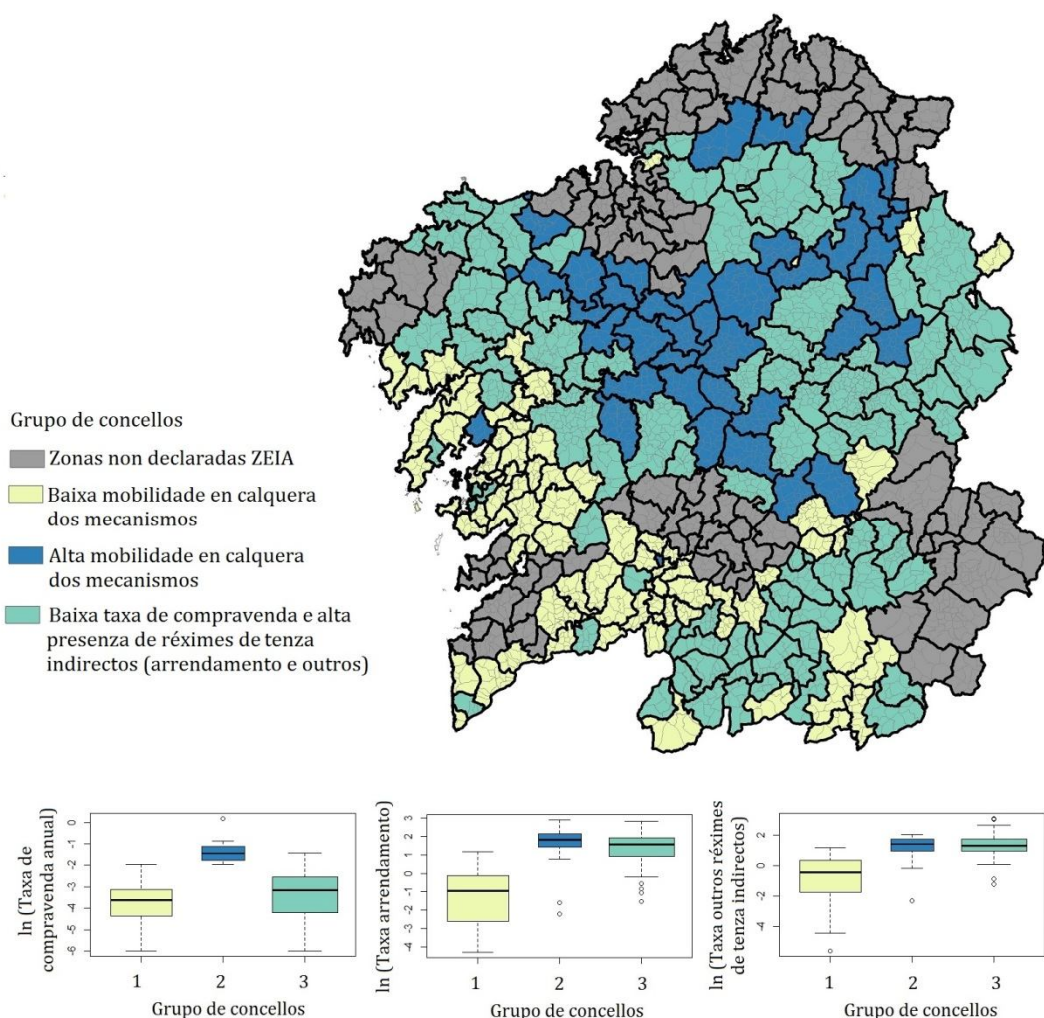 Grupo de concellos
Zonas non declaradas ZEIA
Baixa mobilidade en calquera
dos mecanismos
Alta mobilidade en calquera
dos mecanismos
Baixa taxa de compravenda e alta
presenza de réximes de tenza
indirectos (arrendamento e outros)
ln (Taxa de
compravenda anual)
0
-1
-2
-3
-4
-5
-6
1 2 3
Grupo de concellos
ln (Taxa arrendamento)
3
2
1
0
-1
-2
-3
-4
1 2 3
Grupo de concellos
ln (Taxa outros réximes
de tenza indirectos)
2
0
-2
-4
1 2 3
Grupo de concellos